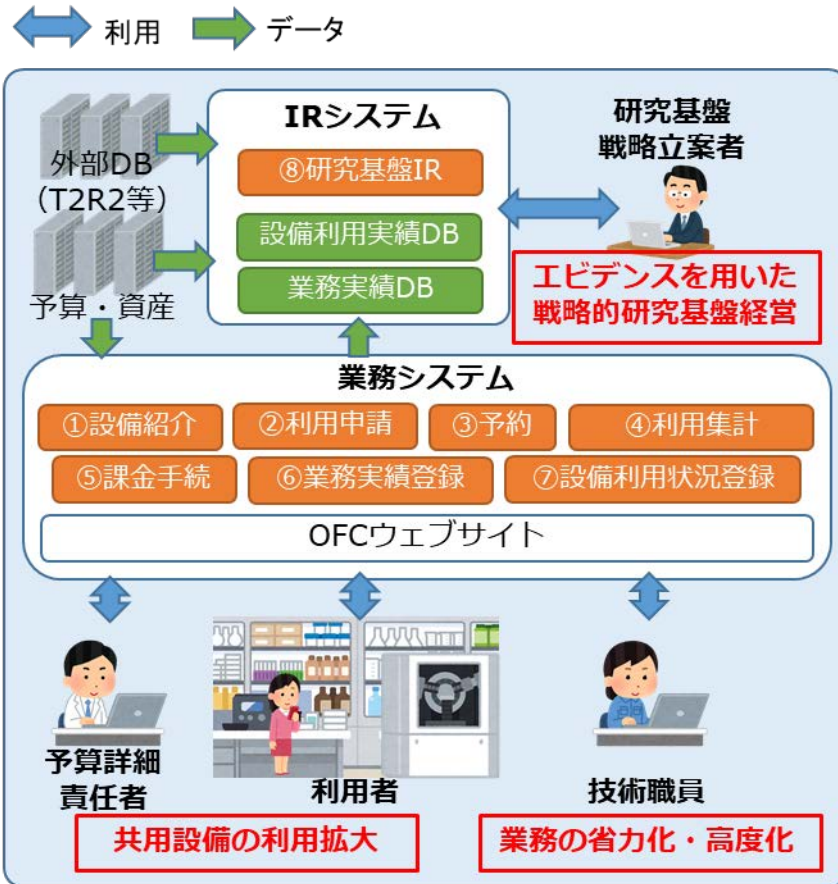 利用
データ
IRシステム
外部DB
(T2R2等)
⑧研究基盤IR
設備利用実績DB
業務実績DB
研究基盤
戦略立案者
エビデンスを用いた
戦略的研究基盤経営
予算・資産
業務システム
①設備紹介
②利用申請
③予約
④利用集計
⑤課金手続
⑥業務実績登録
⑦設備利用状況登録
OFCウェブサイト
予算詳細
責任者
利用者
技術職員
共用設備の利用拡大
業務の省力化・高度化